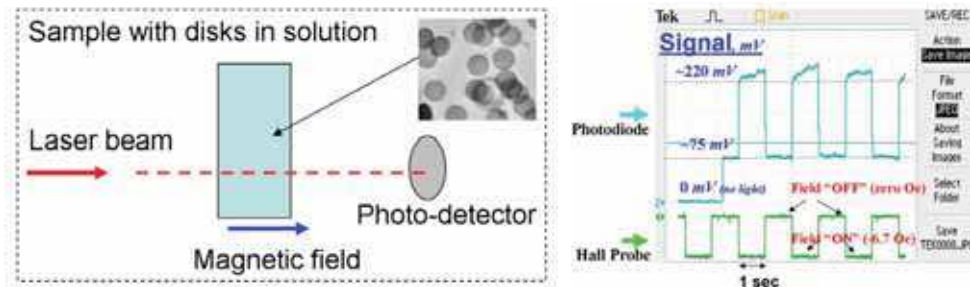 Sample with disks in solution
Laser beam
Photo-detector
Magnetic field
Tek
SAVE/REC
Action
Save Image
File
Format
JPEG
About
Saving
Images
Select
Folder
Save
TEK0000.JP
Signal, mV
~220 mV
Photodiode
~75 mV
0 mV (no light)
Field "OFF" (zero Oe)
Field "ON" (~6.7 Oe)
Hall Probe
1 sec